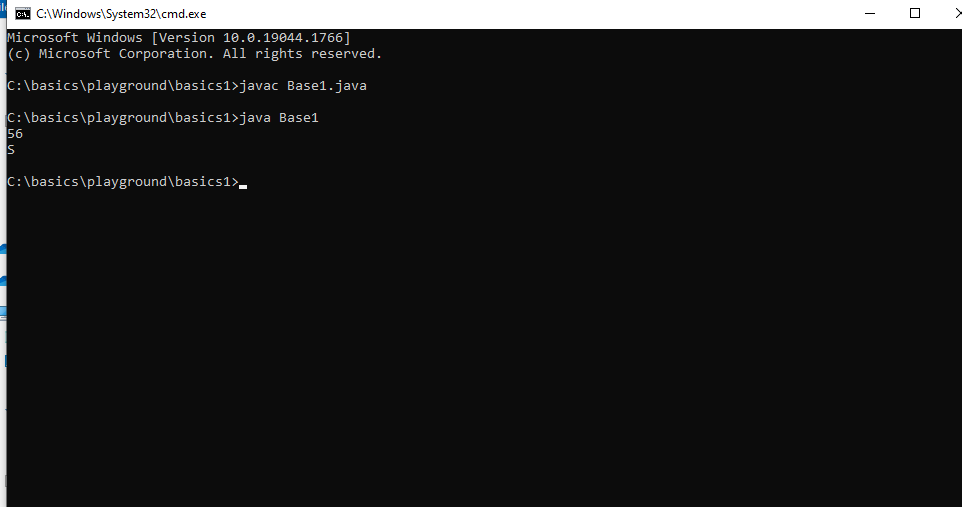 C:\Windows\System32\cmd.exe
Microsoft Windows [Version 10.0.19044.1766]
(c) Microsoft Corporation. All rights reserved.
C:\basics\playground\basics1>javac Base1.java
C:\basics\playground\basics1>java Base1
56
S
C:\basics\playground\basics1>